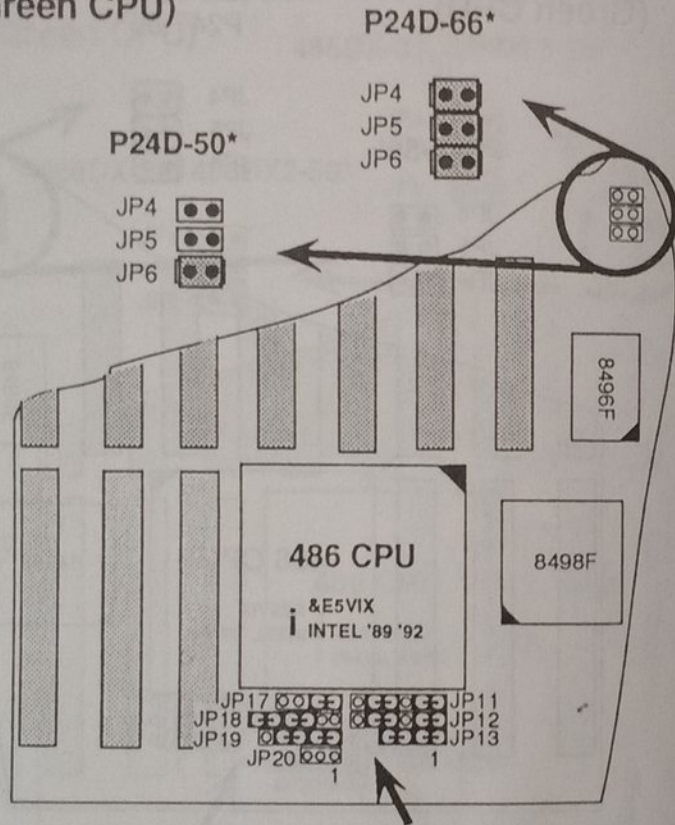 reen CPU)
P24D-66*
JP4
JP5
JP6
P24D-50*
JP4
JP5
JP6
8496F
486 CPU
8498F
i &E5VIX
INTEL '89 '92
JP17 JP11
JP18 JP12
JP19 JP13
JP20
1 1